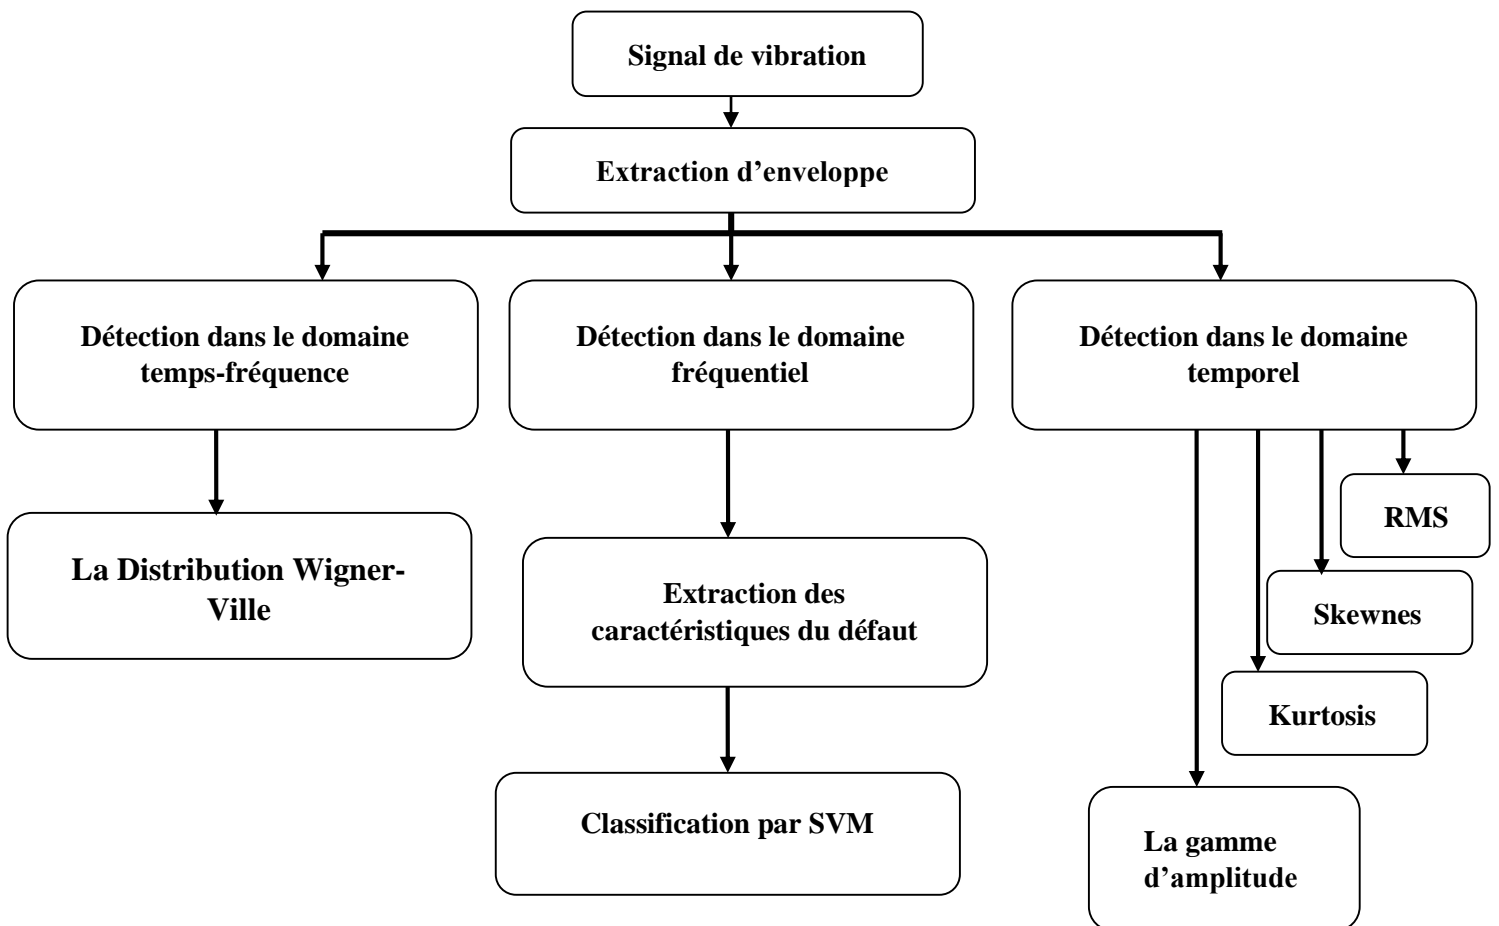 Signal de vibration
Extraction d’enveloppe
Détection dans le domaine
temps-fréquence
Détection dans le domaine
fréquentiel
Détection dans le domaine
temporel
RMS
La Distribution Wigner-
Ville
Extraction des
caractéristiques du défaut
Skewnes
Kurtosis
Classification par SVM
La gamme
d’amplitude